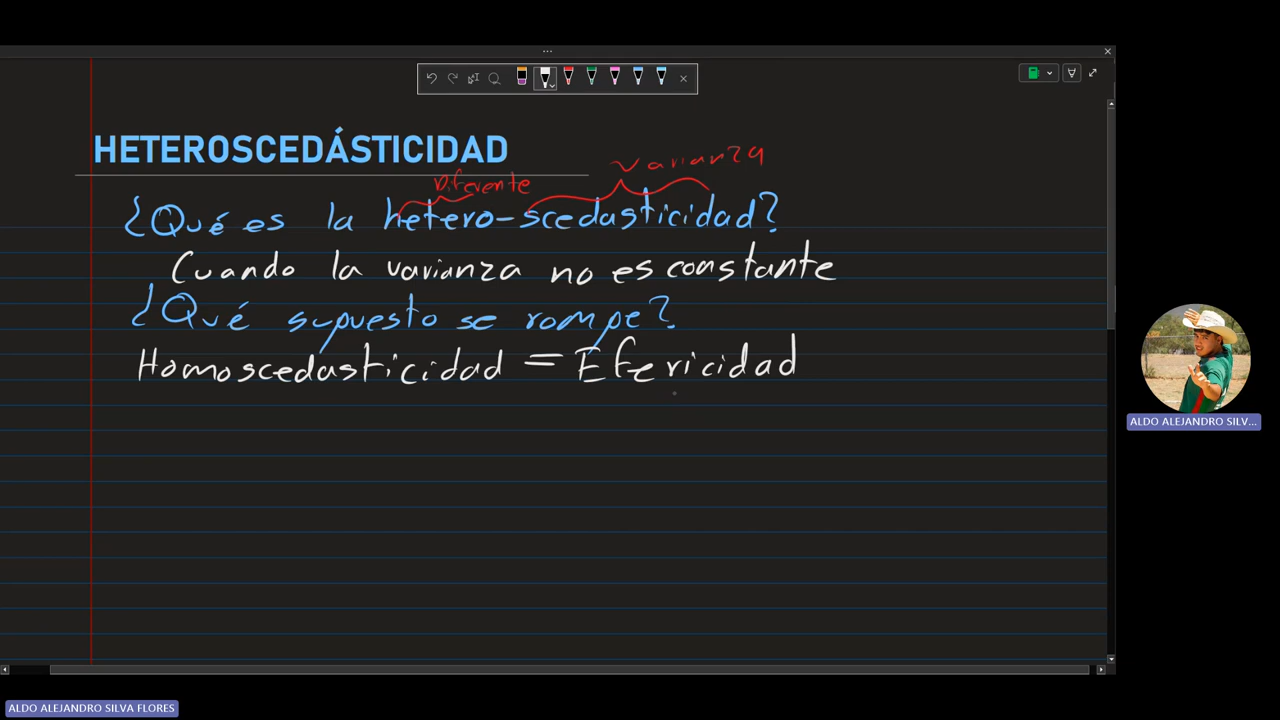 HETEROSCEDÁSTICIDAD
Varianza
Diferente
¿Qué es la hetero-scedasticidad?
Cuando la varianza no es constante
¿Qué supuesto se rompe?
Homoscedasticidad = Efericidad
ALDO ALEJANDRO SILV...
ALDO ALEJANDRO SILVA FLORES